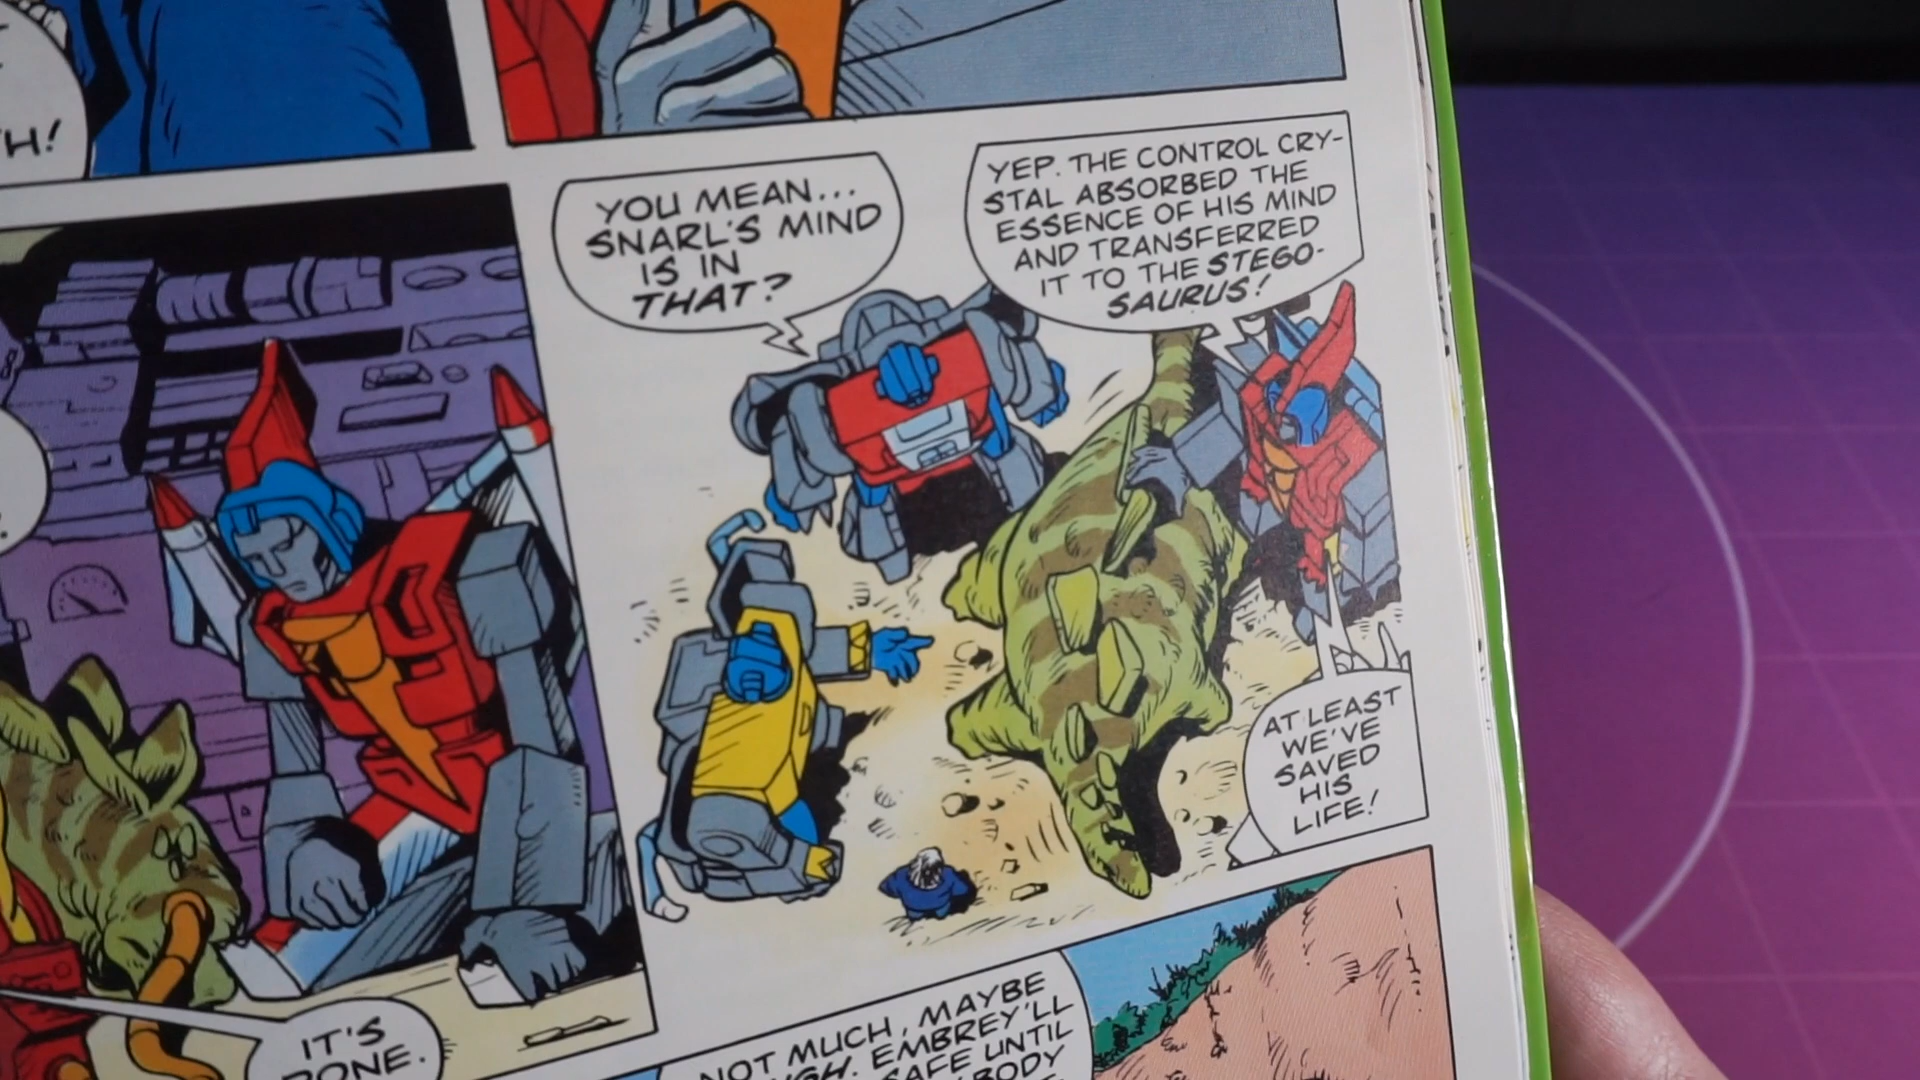 H!
YOU MEAN...
SNARL'S MIND
IS IN
THAT?
YEP. THE CONTROL CRY-
STAL ABSORBED THE
ESSENCE OF HIS MIND
AND TRANSFERRED
IT TO THE STEGO-
SAURUS!
AT LEAST
WE'VE
SAVED
HIS
LIFE!
IT'S
DONE.
NOT MUCH, MAYBE
EMBREY'LL
SAFE UNTIL